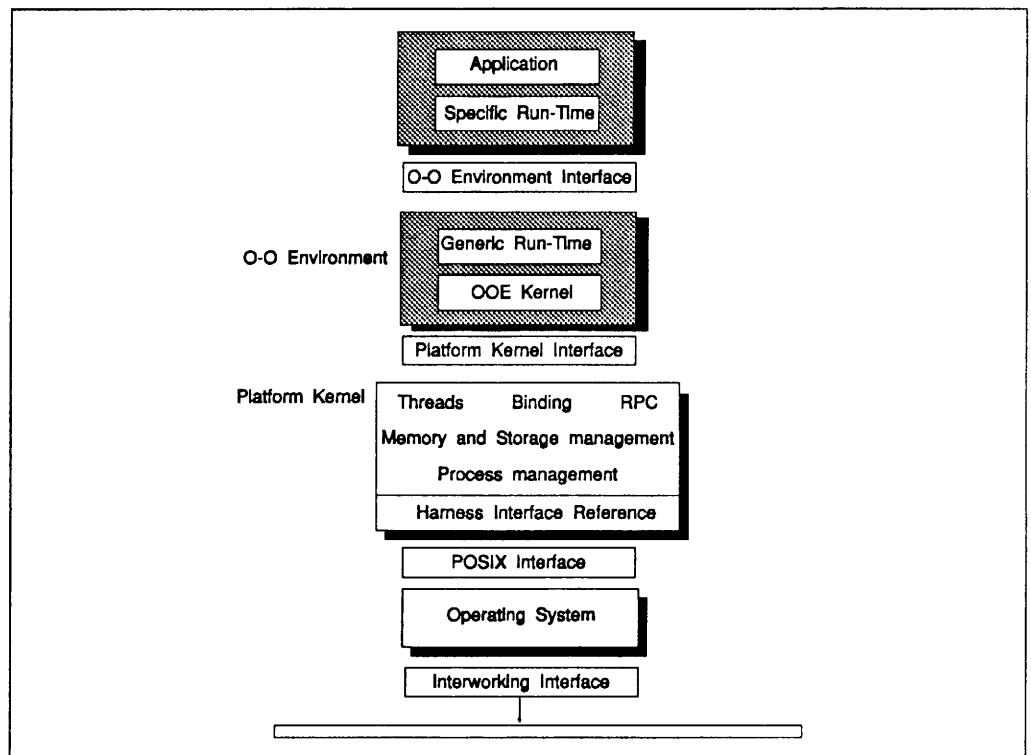 Application
Specific Run-Time
O-O Environment Interface
O-O Environment
Generic Run-Time
OOE Kernel
Platform Kernel Interface
Platform Kernel
Threads Binding RPC
Memory and Storage management
Process management
Harness Interface Reference
POSIX Interface
Operating System
Interworking Interface